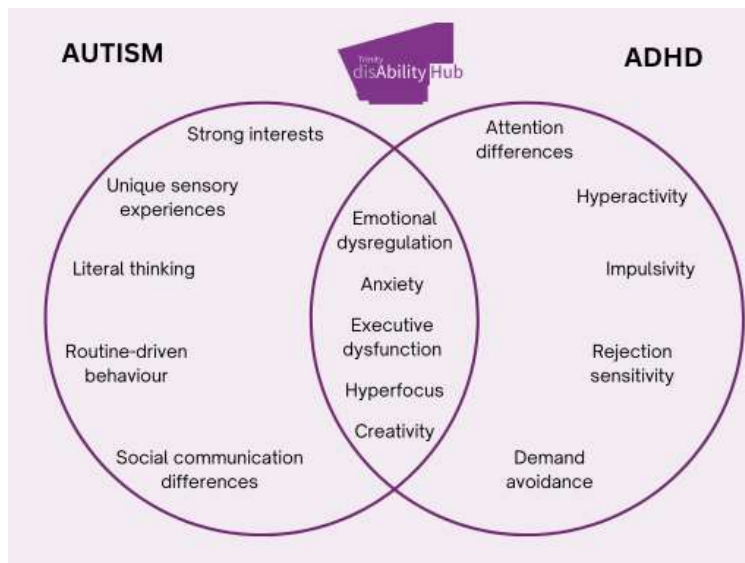 AUTISM
Trinity
disAbility Hub
ADHD
Strong interests
Unique sensory
experiences
Literal thinking
Routine-driven
behaviour
Social communication
differences
Emotional
dysregulation
Anxiety
Executive
dysfunction
Hyperfocus
Creativity
Attention
differences
Hyperactivity
Impulsivity
Rejection
sensitivity
Demand
avoidance